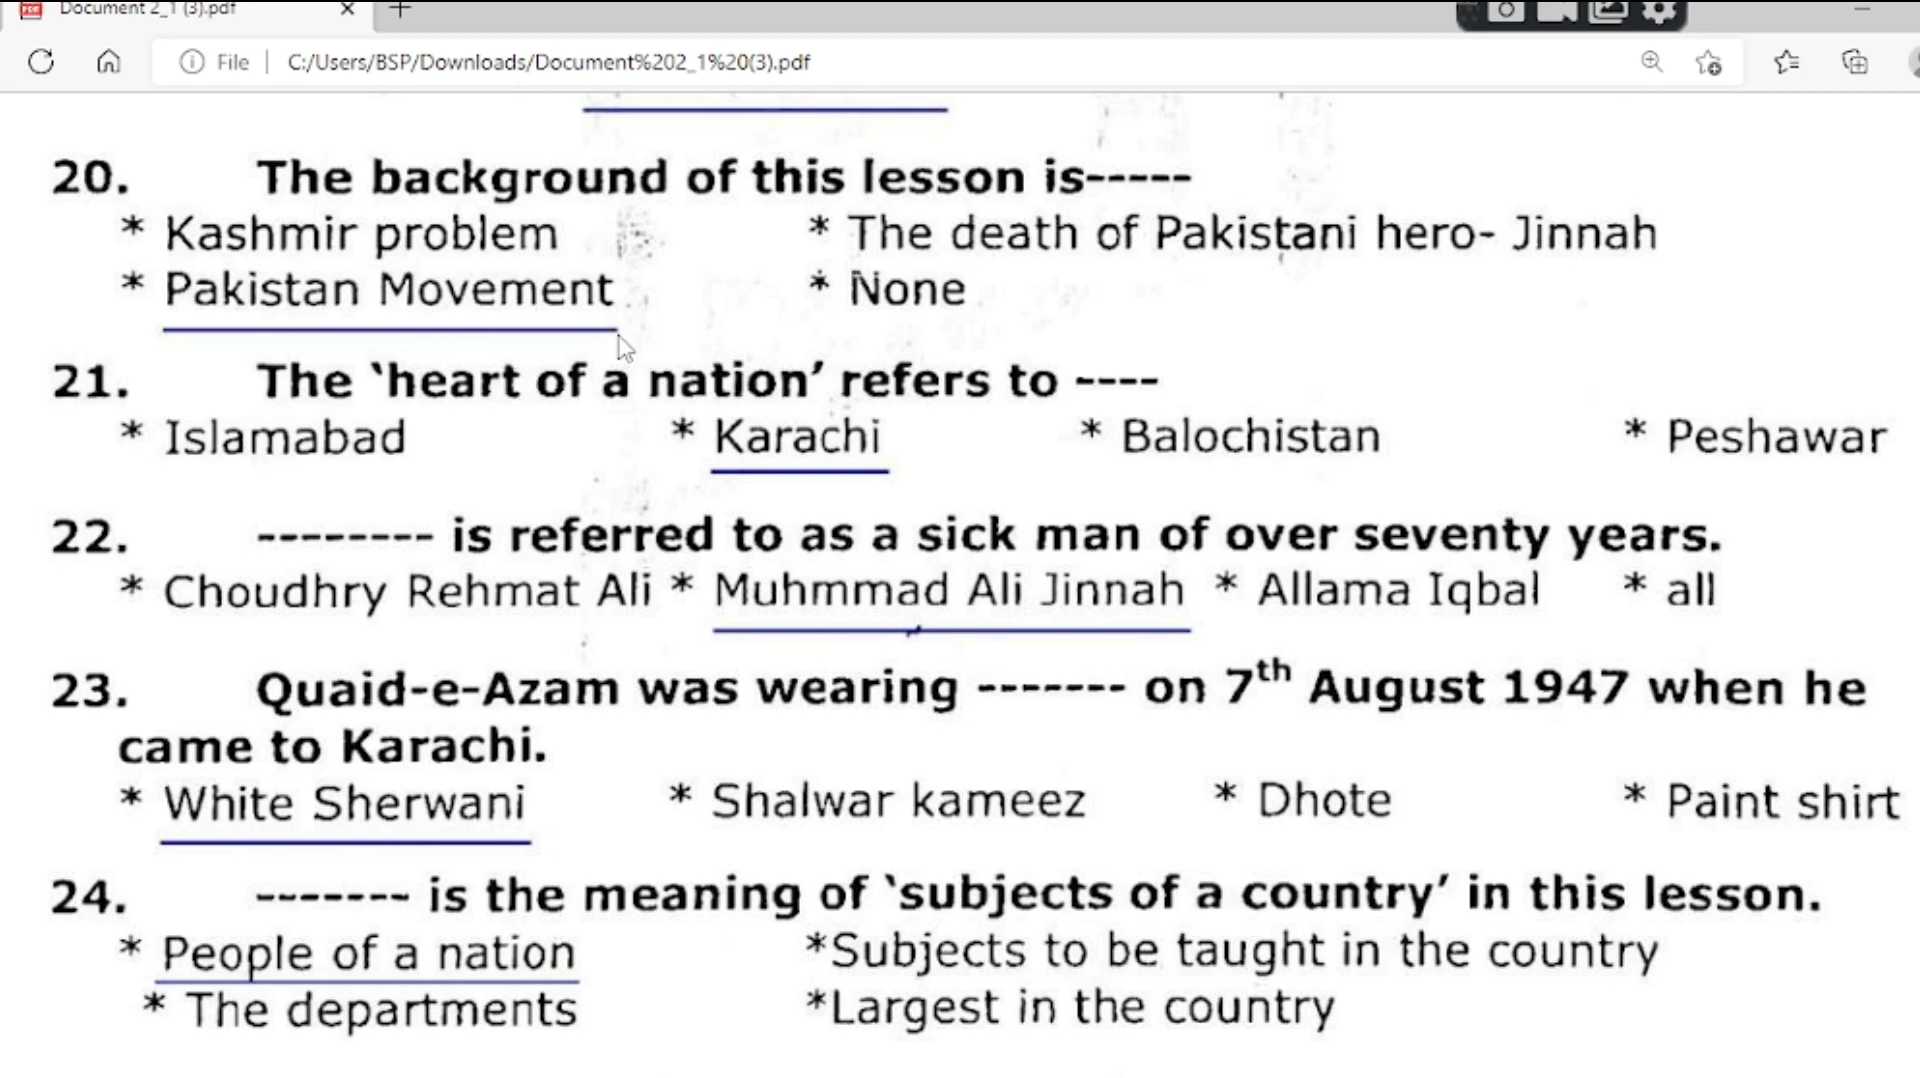 Document 2_1 (3).pdf
File C:/Users/BSP/Downloads/Document%202_1%20(3).pdf
20. The background of this lesson is-----
* Kashmir problem * The death of Pakistani hero- Jinnah
* Pakistan Movement * None
21. The ‘heart of a nation’ refers to ----
* Islamabad * Karachi * Balochistan * Peshawar
22. -------- is referred to as a sick man of over seventy years.
* Choudhry Rehmat Ali * Muhmmad Ali Jinnah * Allama Iqbal * all
23. Quaid-e-Azam was wearing ------- on 7th August 1947 when he
came to Karachi.
* White Sherwani * Shalwar kameez * Dhote * Paint shirt
24. ------- is the meaning of ‘subjects of a country’ in this lesson.
* People of a nation *Subjects to be taught in the country
* The departments *Largest in the country